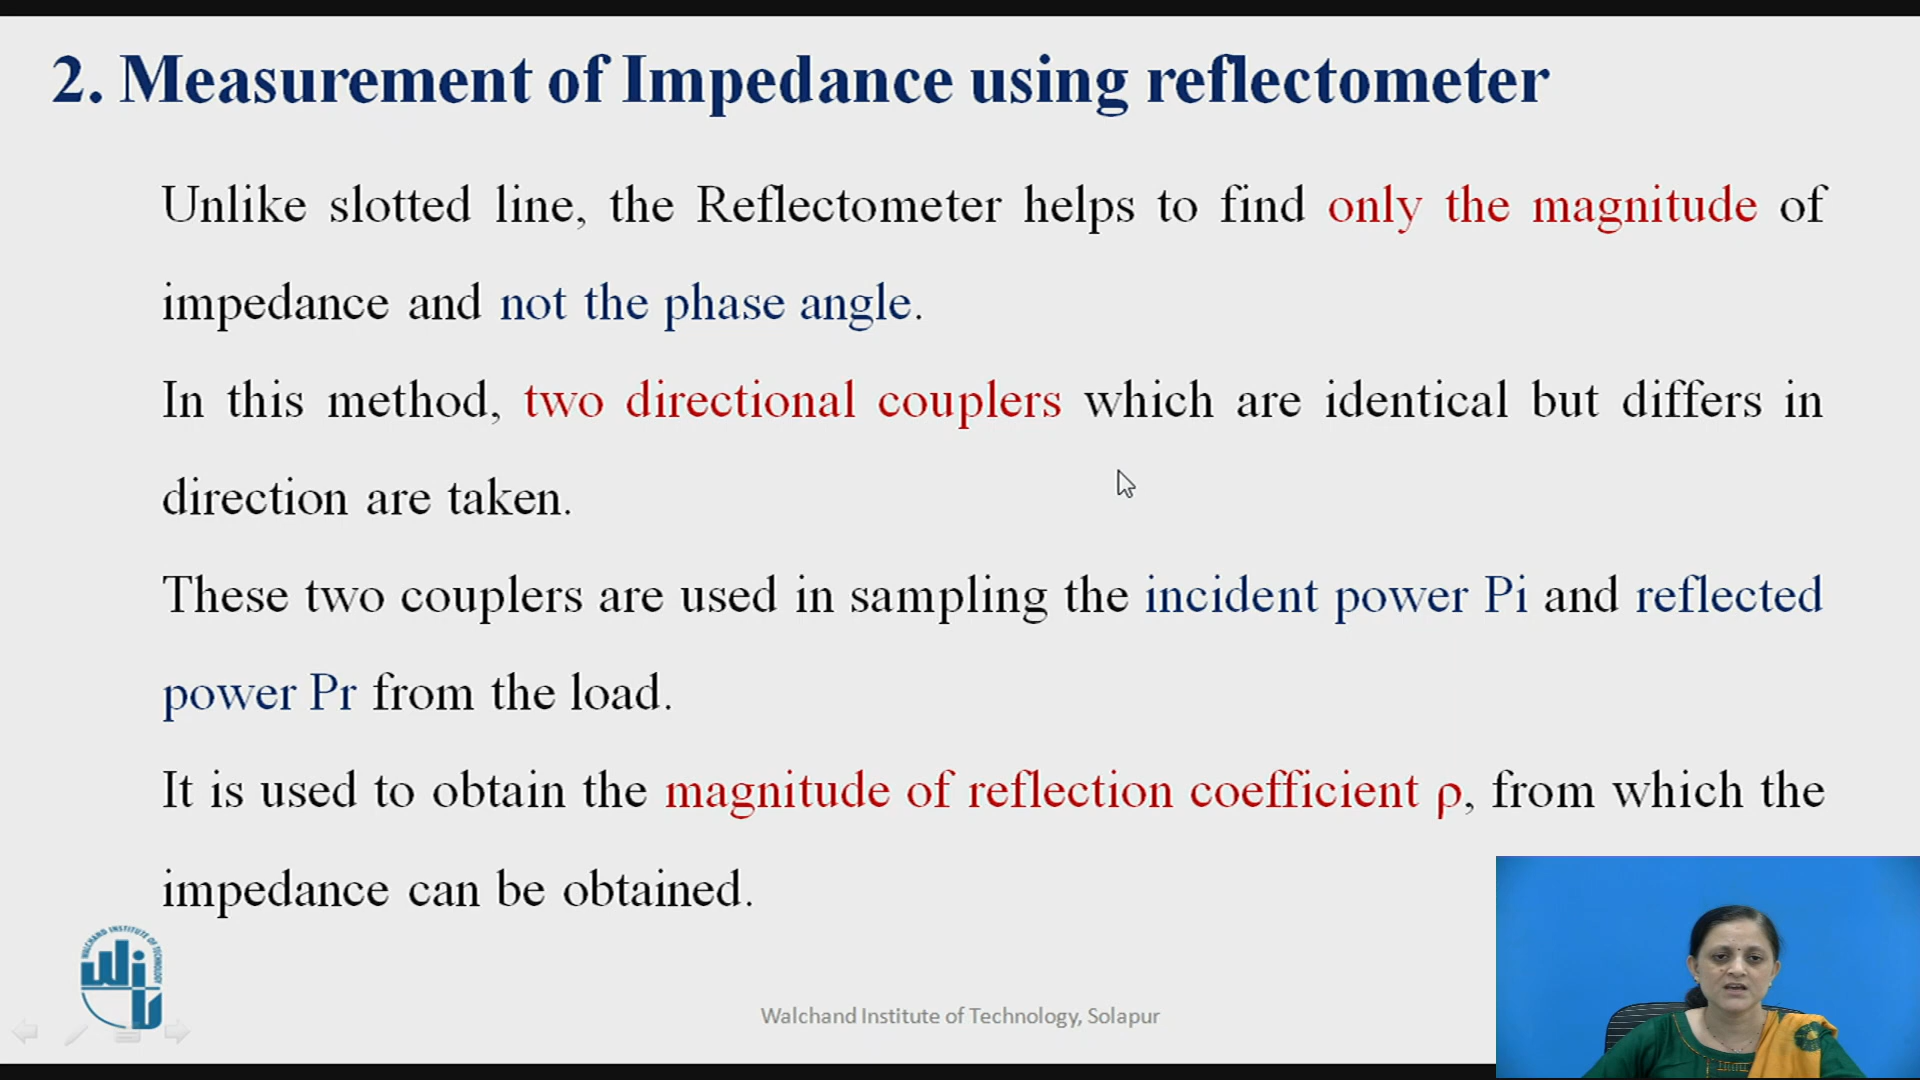 2. Measurement of Impedance using reflectometer
Unlike slotted line, the Reflectometer helps to find only the magnitude of
impedance and not the phase angle.
In this method, two directional couplers which are identical but differs in
direction are taken.
These two couplers are used in sampling the incident power Pi and reflected
power Pr from the load.
It is used to obtain the magnitude of reflection coefficient ρ, from which the
impedance can be obtained.
WALCHAND INSTITUTE OF TECHNOLOGY
Walchand Institute of Technology, Solapur